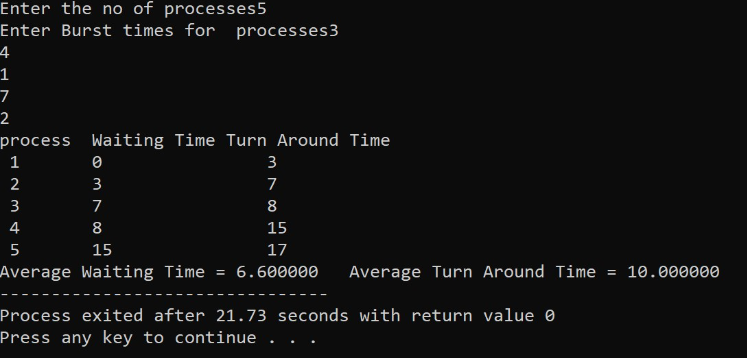 Enter the no of processes5
Enter Burst times for  processes3
4
1
7
2
process  Waiting Time Turn Around Time
 1       0                3
 2       3                7
 3       7                8
 4       8                15
 5       15               17
Average Waiting Time = 6.600000   Average Turn Around Time = 10.000000
--------------------------------
Process exited after 21.73 seconds with return value 0
Press any key to continue . . .